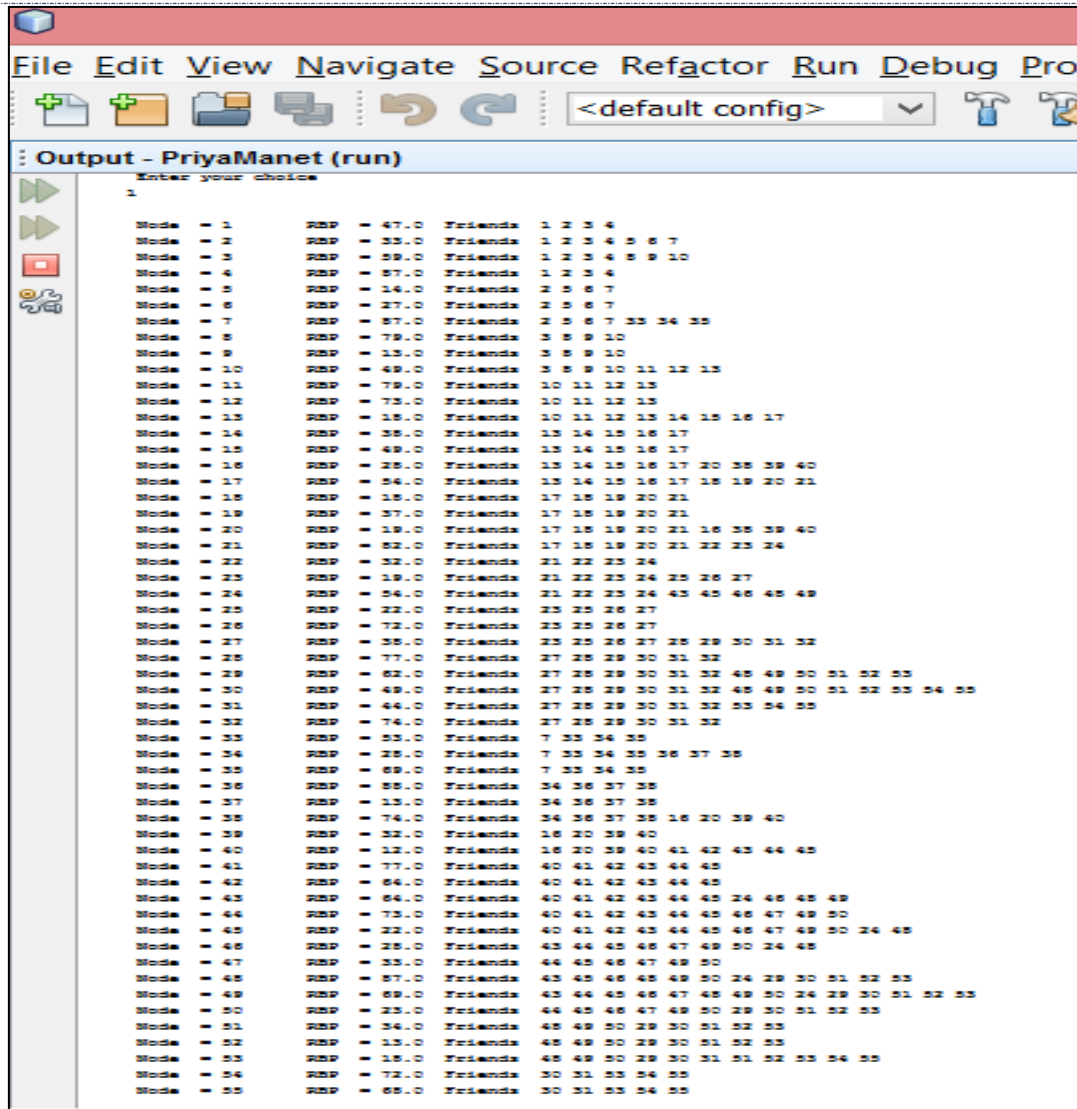 File Edit View Navigate Source Refactor Run Debug Pro
<default config>
Output - PriyaManet (run)
Enter your choice
1
Node = 1 RBP = 47.0 Friends 1 2 3 4
Node = 2 RBP = 33.0 Friends 1 2 3 4 5 6 7
Node = 3 RBP = Friends 1 2 3 4 8 9 10
Node = 4 RBP = Friends 1 2 3 4
Node = 5 RBP = 14.0 Friends 2 5 6 7
Node = 6 RBP = 27.0 Friends 2 5 6 7
Node = 7 RBP = Friends 2 5 6 7 33 34 35
Node = 8 RBP = 79.0 Friends 3 8 9 10
Node = 9 RBP = 13.0 Friends 3 8 9 10
Node = 10 RBP = 49.0 Friends 3 8 9 10 11 12 13
Node = 11 RBP = 79.0 Friends 10 11 12 13
Node = 12 RBP = 73.0 Friends 10 11 12 13
Node = 13 RBP = Friends 10 11 12 13 14 15 16 17
Node = 14 RBP = Friends 13 14 15 16 17
Node = 15 RBP = 49.0 Friends 13 14 15 16 17
Node = 16 RBP = Friends 13 14 15 16 17 20 38 39 40
Node = 17 RBP = 54.0 Friends 13 14 15 16 17 18 19 20 21
Node = 18 RBP = Friends 17 18 19 20 21
Node = 19 RBP = 37.0 Friends 17 18 19 20 21
Node = 20 RBP = 19.0 Friends 17 18 19 20 21 16 38 39 40
Node = 21 RBP = Friends 17 18 19 20 21 22 23 24
Node = 22 RBP = 32.0 Friends 21 22 23 24
Node = 23 RBP = 19.0 Friends 21 22 23 24 25 26 27
Node = 24 RBP = 54.0 Friends 21 22 23 24 43 45 46 48 49
Node = 25 RBP = 22.0 Friends 23 25 26 27
Node = 26 RBP = 72.0 Friends 23 25 26 27
Node = 27 RBP = Friends 23 25 26 27 28 29 30 31 32
Node = 28 RBP = 77.0 Friends 27 28 29 30 31 32
Node = 29 RBP = 62.0 Friends 27 28 29 30 31 32 48 49 50 51 52 53
Node = 30 RBP = 49.0 Friends 27 28 29 30 31 32 48 49 50 51 52 53 54 55
Node = 31 RBP = 44.0 Friends 27 28 29 30 31 32 53 54 55
Node = 32 RBP = 74.0 Friends 27 28 29 30 31 32
Node = 33 RBP = 53.0 Friends 7 33 34 35
Node = 34 RBP = Friends 7 33 34 35 36 37 38
Node = 35 RBP = 69.0 Friends 7 33 34 35
Node = 36 RBP = Friends 34 36 37 38
Node = 37 RBP = 13.0 Friends 34 36 37 38
Node = 38 RBP = 74.0 Friends 34 36 37 38 16 20 39 40
Node = 39 RBP = 32.0 Friends 16 20 39 40
Node = 40 RBP = 12.0 Friends 16 20 39 40 41 42 43 44 45
Node = 41 RBP = 77.0 Friends 40 41 42 43 44 45
Node = 42 RBP = 64.0 Friends 40 41 42 43 44 45
Node = 43 RBP = 64.0 Friends 40 41 42 43 44 45 24 46 48 49
Node = 44 RBP = 73.0 Friends 40 41 42 43 44 45 46 47 49 50
Node = 45 RBP = 22.0 Friends 40 41 42 43 44 45 46 47 49 50 24 48
Node = 46 RBP = Friends 43 44 45 46 47 49 50 24 48
Node = 47 RBP = 33.0 Friends 44 45 46 47 49 50
Node = 48 RBP = Friends 43 45 46 48 49 50 24 29 30 51 52 53
Node = 49 RBP = 69.0 Friends 43 44 45 46 47 48 49 50 24 29 30 51 52 53
Node = 50 RBP = 23.0 Friends 44 45 46 47 49 50 29 30 51 52 53
Node = 51 RBP = 34.0 Friends 48 49 50 29 30 51 52 53
Node = 52 RBP = 13.0 Friends 48 49 50 29 30 51 52 53
Node = 53 RBP = Friends 48 49 50 29 30 31 51 52 53 54 55
Node = 54 RBP = 72.0 Friends 30 31 53 54 55
Node = 55 RBP = Friends 30 31 53 54 55